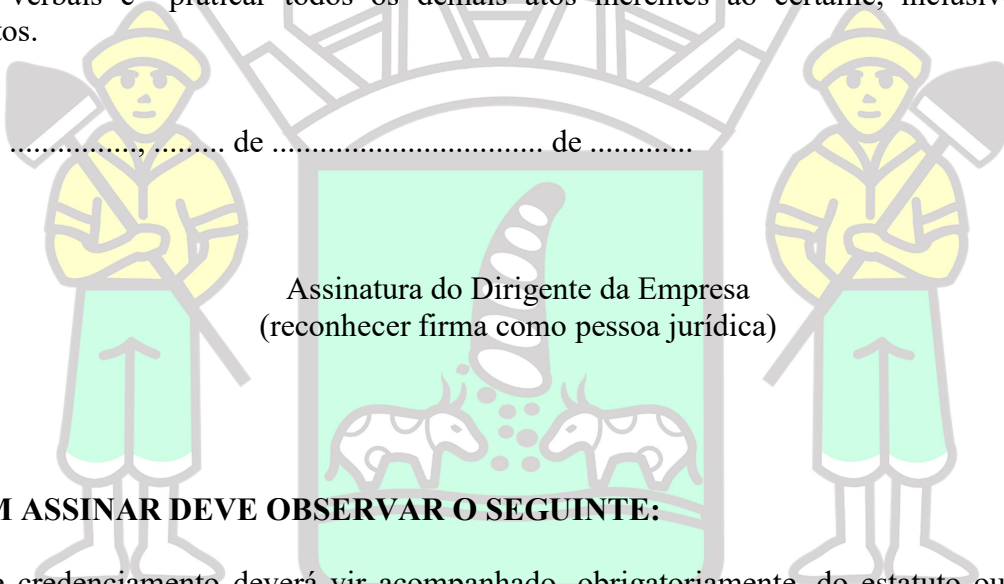 verbais e praticar todos os demais atos inerentes ao certame, inclusiv
tos.
................, ......... de .................................. de .............
Assinatura do Dirigente da Empresa
(reconhecer firma como pessoa jurídica)
M ASSINAR DEVE OBSERVAR O SEGUINTE:
e credenciamento deverá vir acompanhado, obrigatoriamente, do estatuto ou